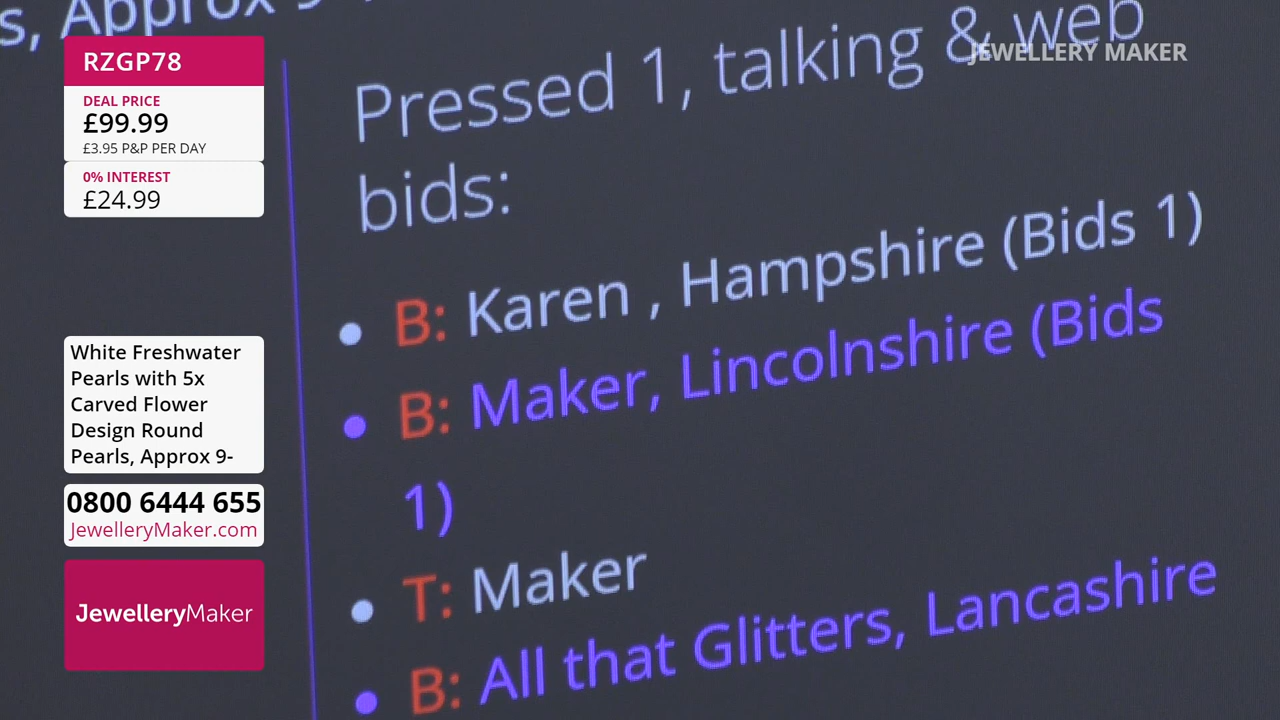 s, Approx 9-
RZGP78
DEAL PRICE
£99.99
£3.95 P&P PER DAY
0% INTEREST
£24.99
White Freshwater
Pearls with 5x
Carved Flower
Design Round
Pearls, Approx 9-
0800 6444 655
JewelleryMaker.com
JewelleryMaker
JEWELLERY MAKER
Pressed 1, talking & web
bids:
• B: Karen , Hampshire (Bids 1)
• B: Maker, Lincolnshire (Bids
1)
• T: Maker
• B: All that Glitters, Lancashire